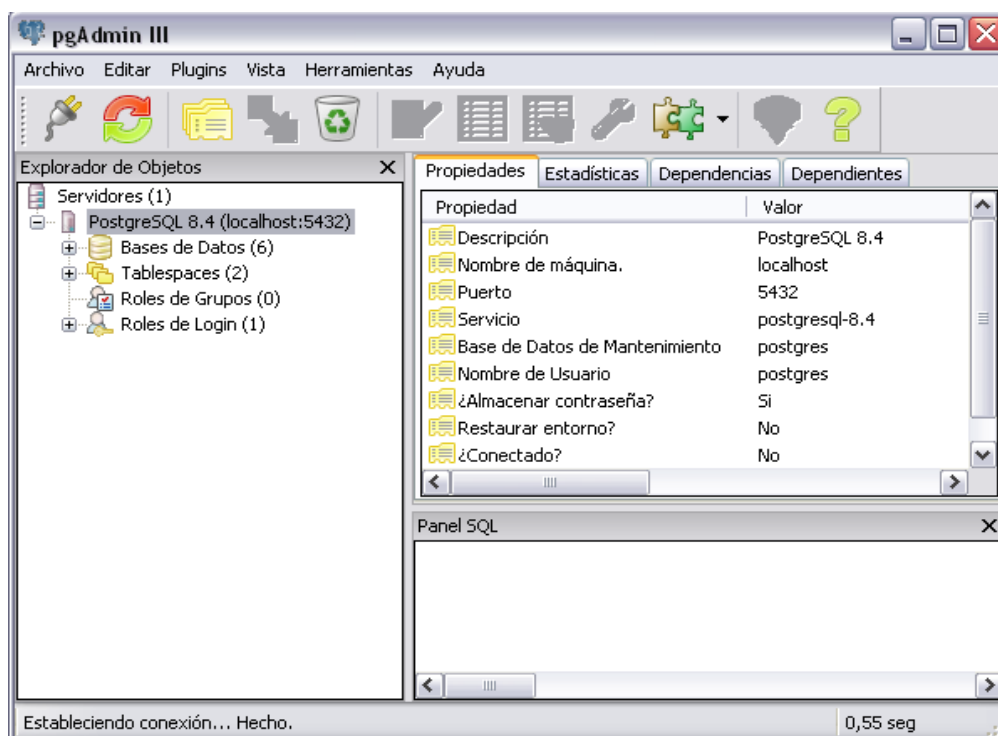 pgAdmin III
Archivo Editar Plugins Vista Herramientas Ayuda
Explorador de Objetos
Servidores (1)
PostgreSQL 8.4 (localhost:5432)
Bases de Datos (6)
Tablespaces (2)
Roles de Grupos (0)
Roles de Login (1)
Propiedades Estadísticas Dependencias Dependientes
Propiedad Valor
Descripción PostgreSQL 8.4
Nombre de máquina. localhost
Puerto 5432
Servicio postgresql-8.4
Base de Datos de Mantenimiento postgres
Nombre de Usuario postgres
¿Almacenar contraseña? Si
Restaurar entorno? No
¿Conectado? No
Panel SQL
Estableciendo conexión... Hecho. 0,55 seg